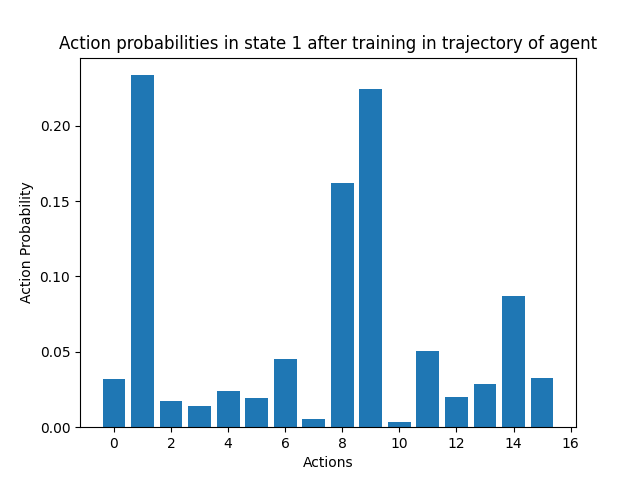 Action probabilities in state 1 after training in trajectory of agent
0.20
0.15
0.10
0.05
0.00
Action Probability
0 2 4 6 8 10 12 14 16
Actions